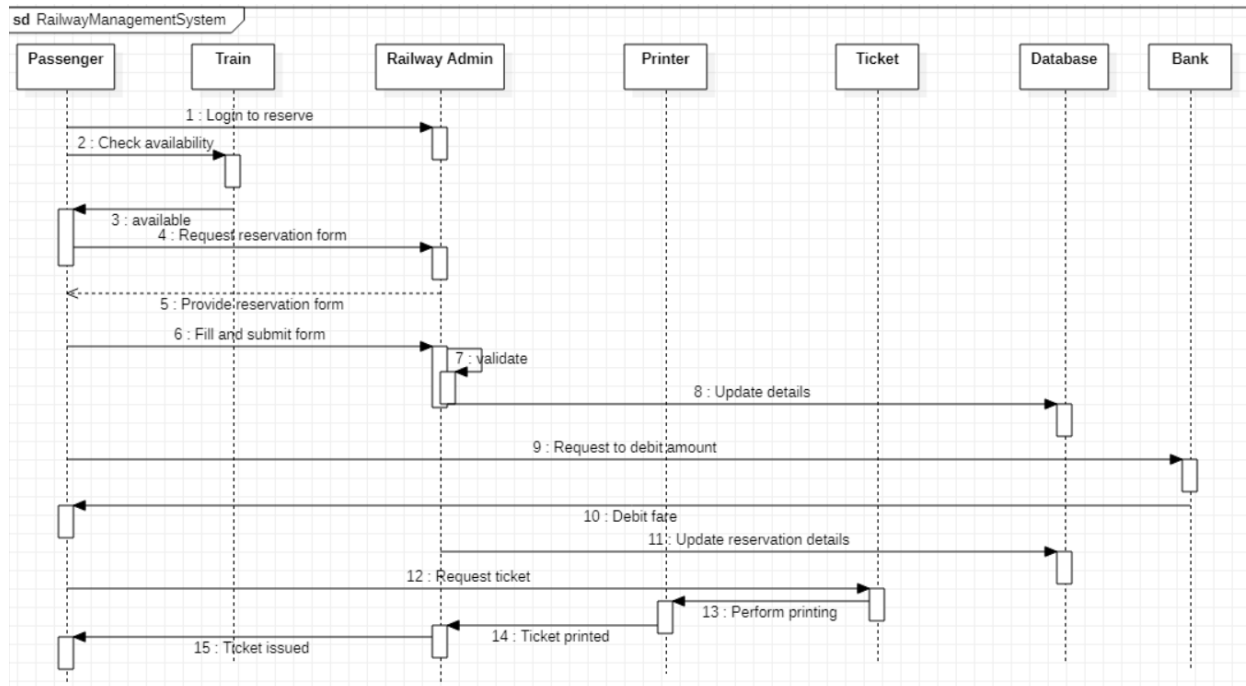 sd RailwayManagementSystem
Passenger
Train
Railway Admin
Printer
Ticket
Database
Bank
1 : Login to reserve
2 : Check availability
3 : available
4 : Request reservation form
5 : Provide reservation form
6 : Fill and submit form
7 : validate
8 : Update details
9 : Request to debit amount
10 : Debit fare
11 : Update reservation details
12 : Request ticket
13 : Perform printing
14 : Ticket printed
15 : Ticket issued